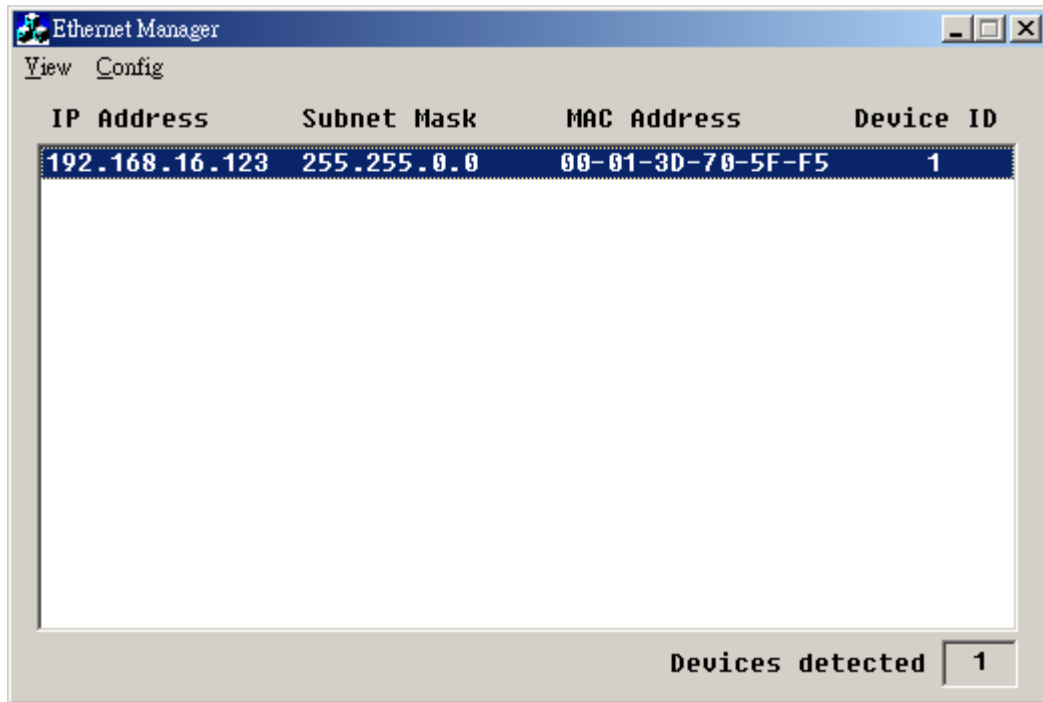 Ethernet Manager
View Config
IP Address Subnet Mask MAC Address Device ID
192.168.16.123 255.255.0.0 00-01-3D-70-5F-F5 1
Devices detected 1